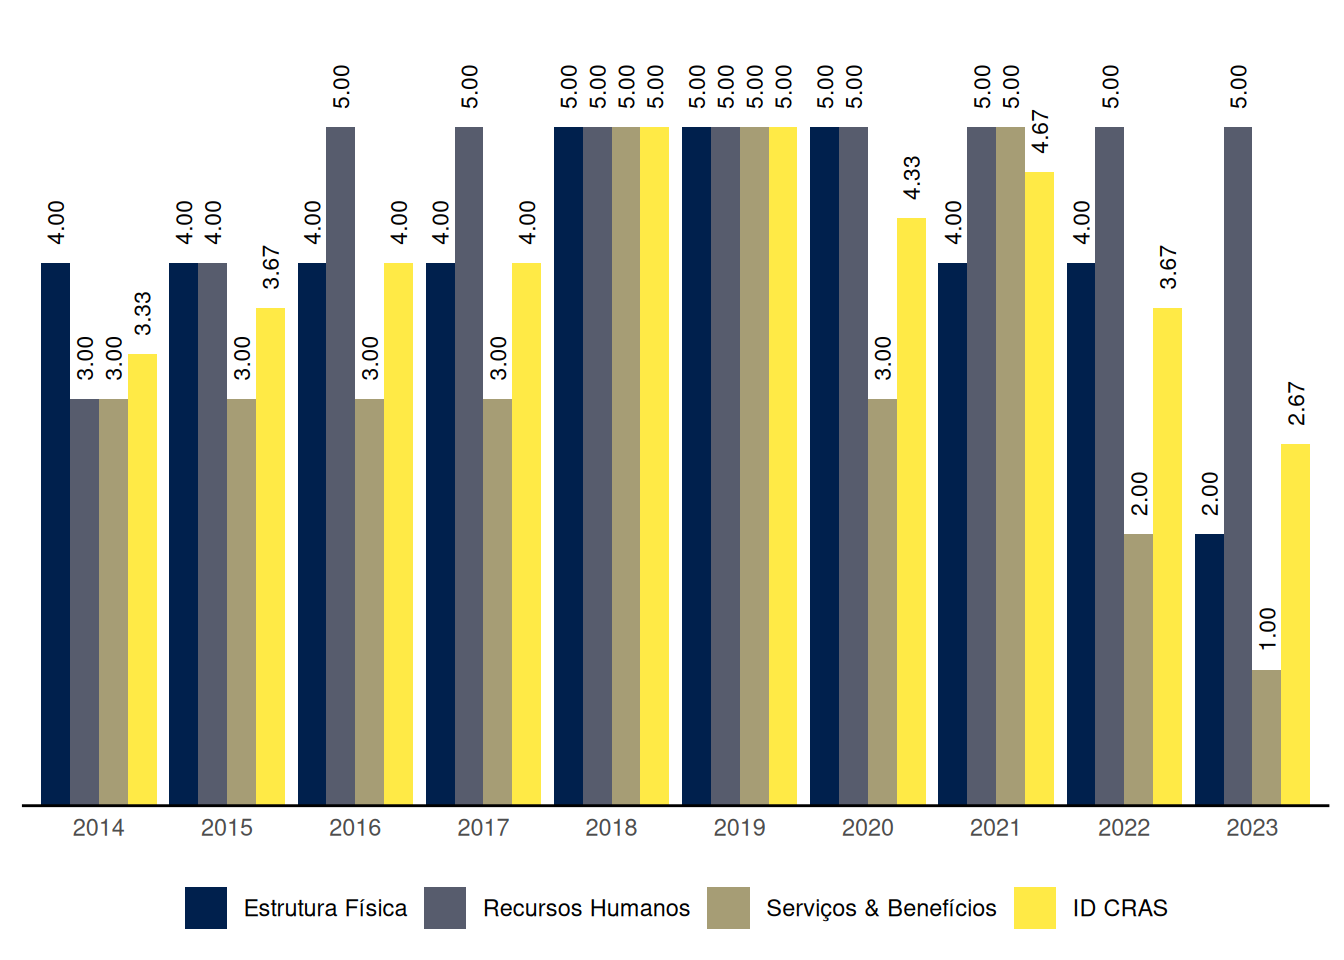 4.00 3.00 3.00 3.33
4.00 4.00 3.00 3.67
4.00 5.00 3.00 4.00
4.00 5.00 3.00 4.00
5.00 5.00 5.00 5.00
5.00 5.00 5.00 5.00
5.00 5.00 3.00 4.33
4.00 5.00 5.00 4.67
4.00 5.00 2.00 3.67
2.00 5.00 1.00 2.67
2014 2015 2016 2017 2018 2019 2020 2021 2022 2023
Estrutura Física Recursos Humanos Serviços & Benefícios ID CRAS